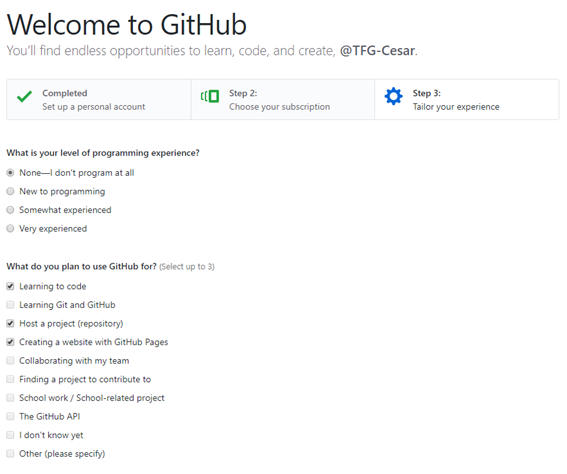 Welcome to GitHub
You'll find endless opportunities to learn, code, and create, @TFG-Cesar.
Completed
Set up a personal account
Step 2:
Choose your subscription
Step 3:
Tailor your experience
What is your level of programming experience?
None—I don't program at all
New to programming
Somewhat experienced
Very experienced
What do you plan to use GitHub for? (Select up to 3)
Learning to code
Learning Git and GitHub
Host a project (repository)
Creating a website with GitHub Pages
Collaborating with my team
Finding a project to contribute to
School work / School-related project
The GitHub API
I don't know yet
Other (please specify)